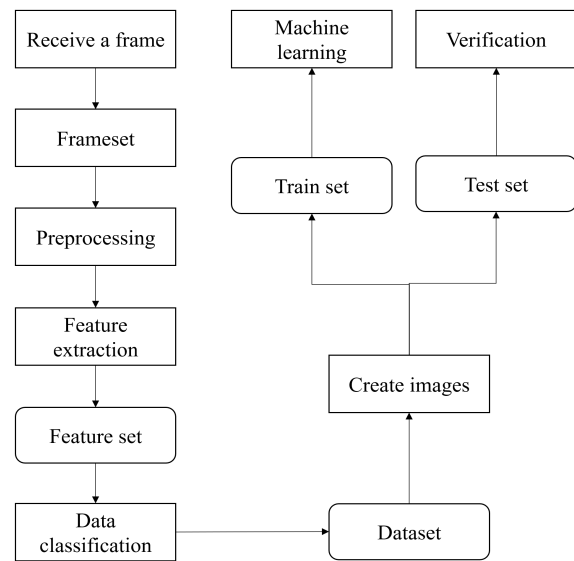 Receive a frame
Frameset
Preprocessing
Feature
extraction
Feature set
Data
classification
Dataset
Create images
Train set
Test set
Machine
learning
Verification